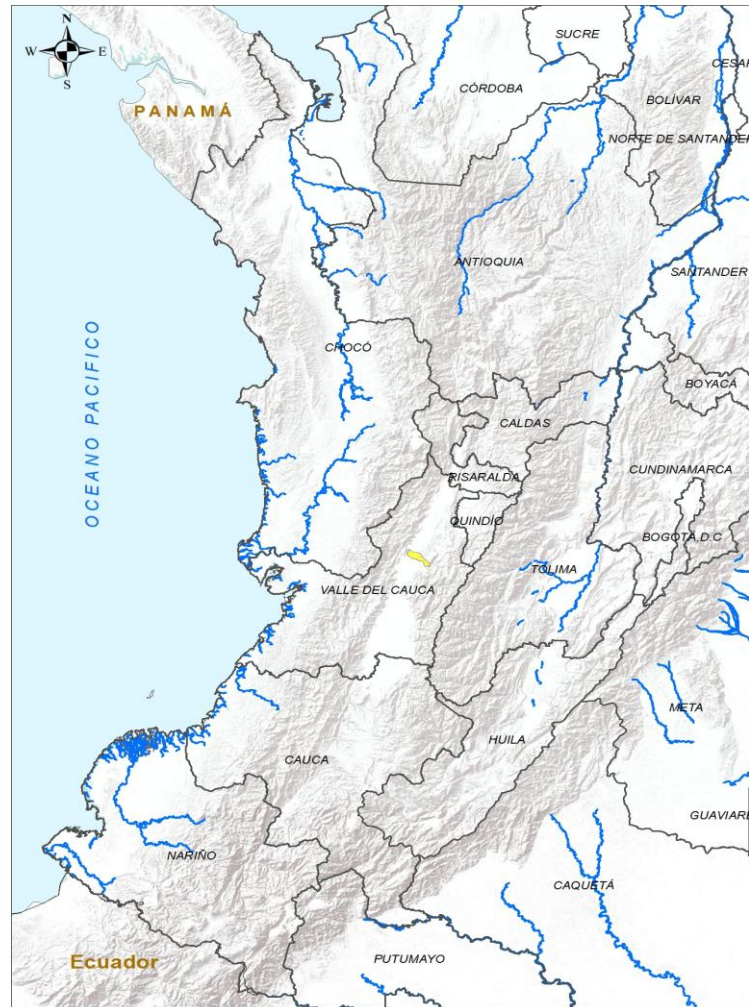 N
W E
S
SUCRE
CESAR
CÓRDOBA
BOLÍVAR
PANAMÁ
NORTE DE SANTANDER
ANTIOQUIA
SANTANDER
OCEANO PACIFICO
CHOCÓ
BOYACÁ
CALDAS
CUNDINAMARCA
RISARALDA
QUINDÍO
BOGOTÁ, D.C
TOLIMA
VALLE DEL CAUCA
META
HUILA
CAUCA
GUAVIARE
NARIÑO
CAQUETÁ
PUTUMAYO
Ecuador